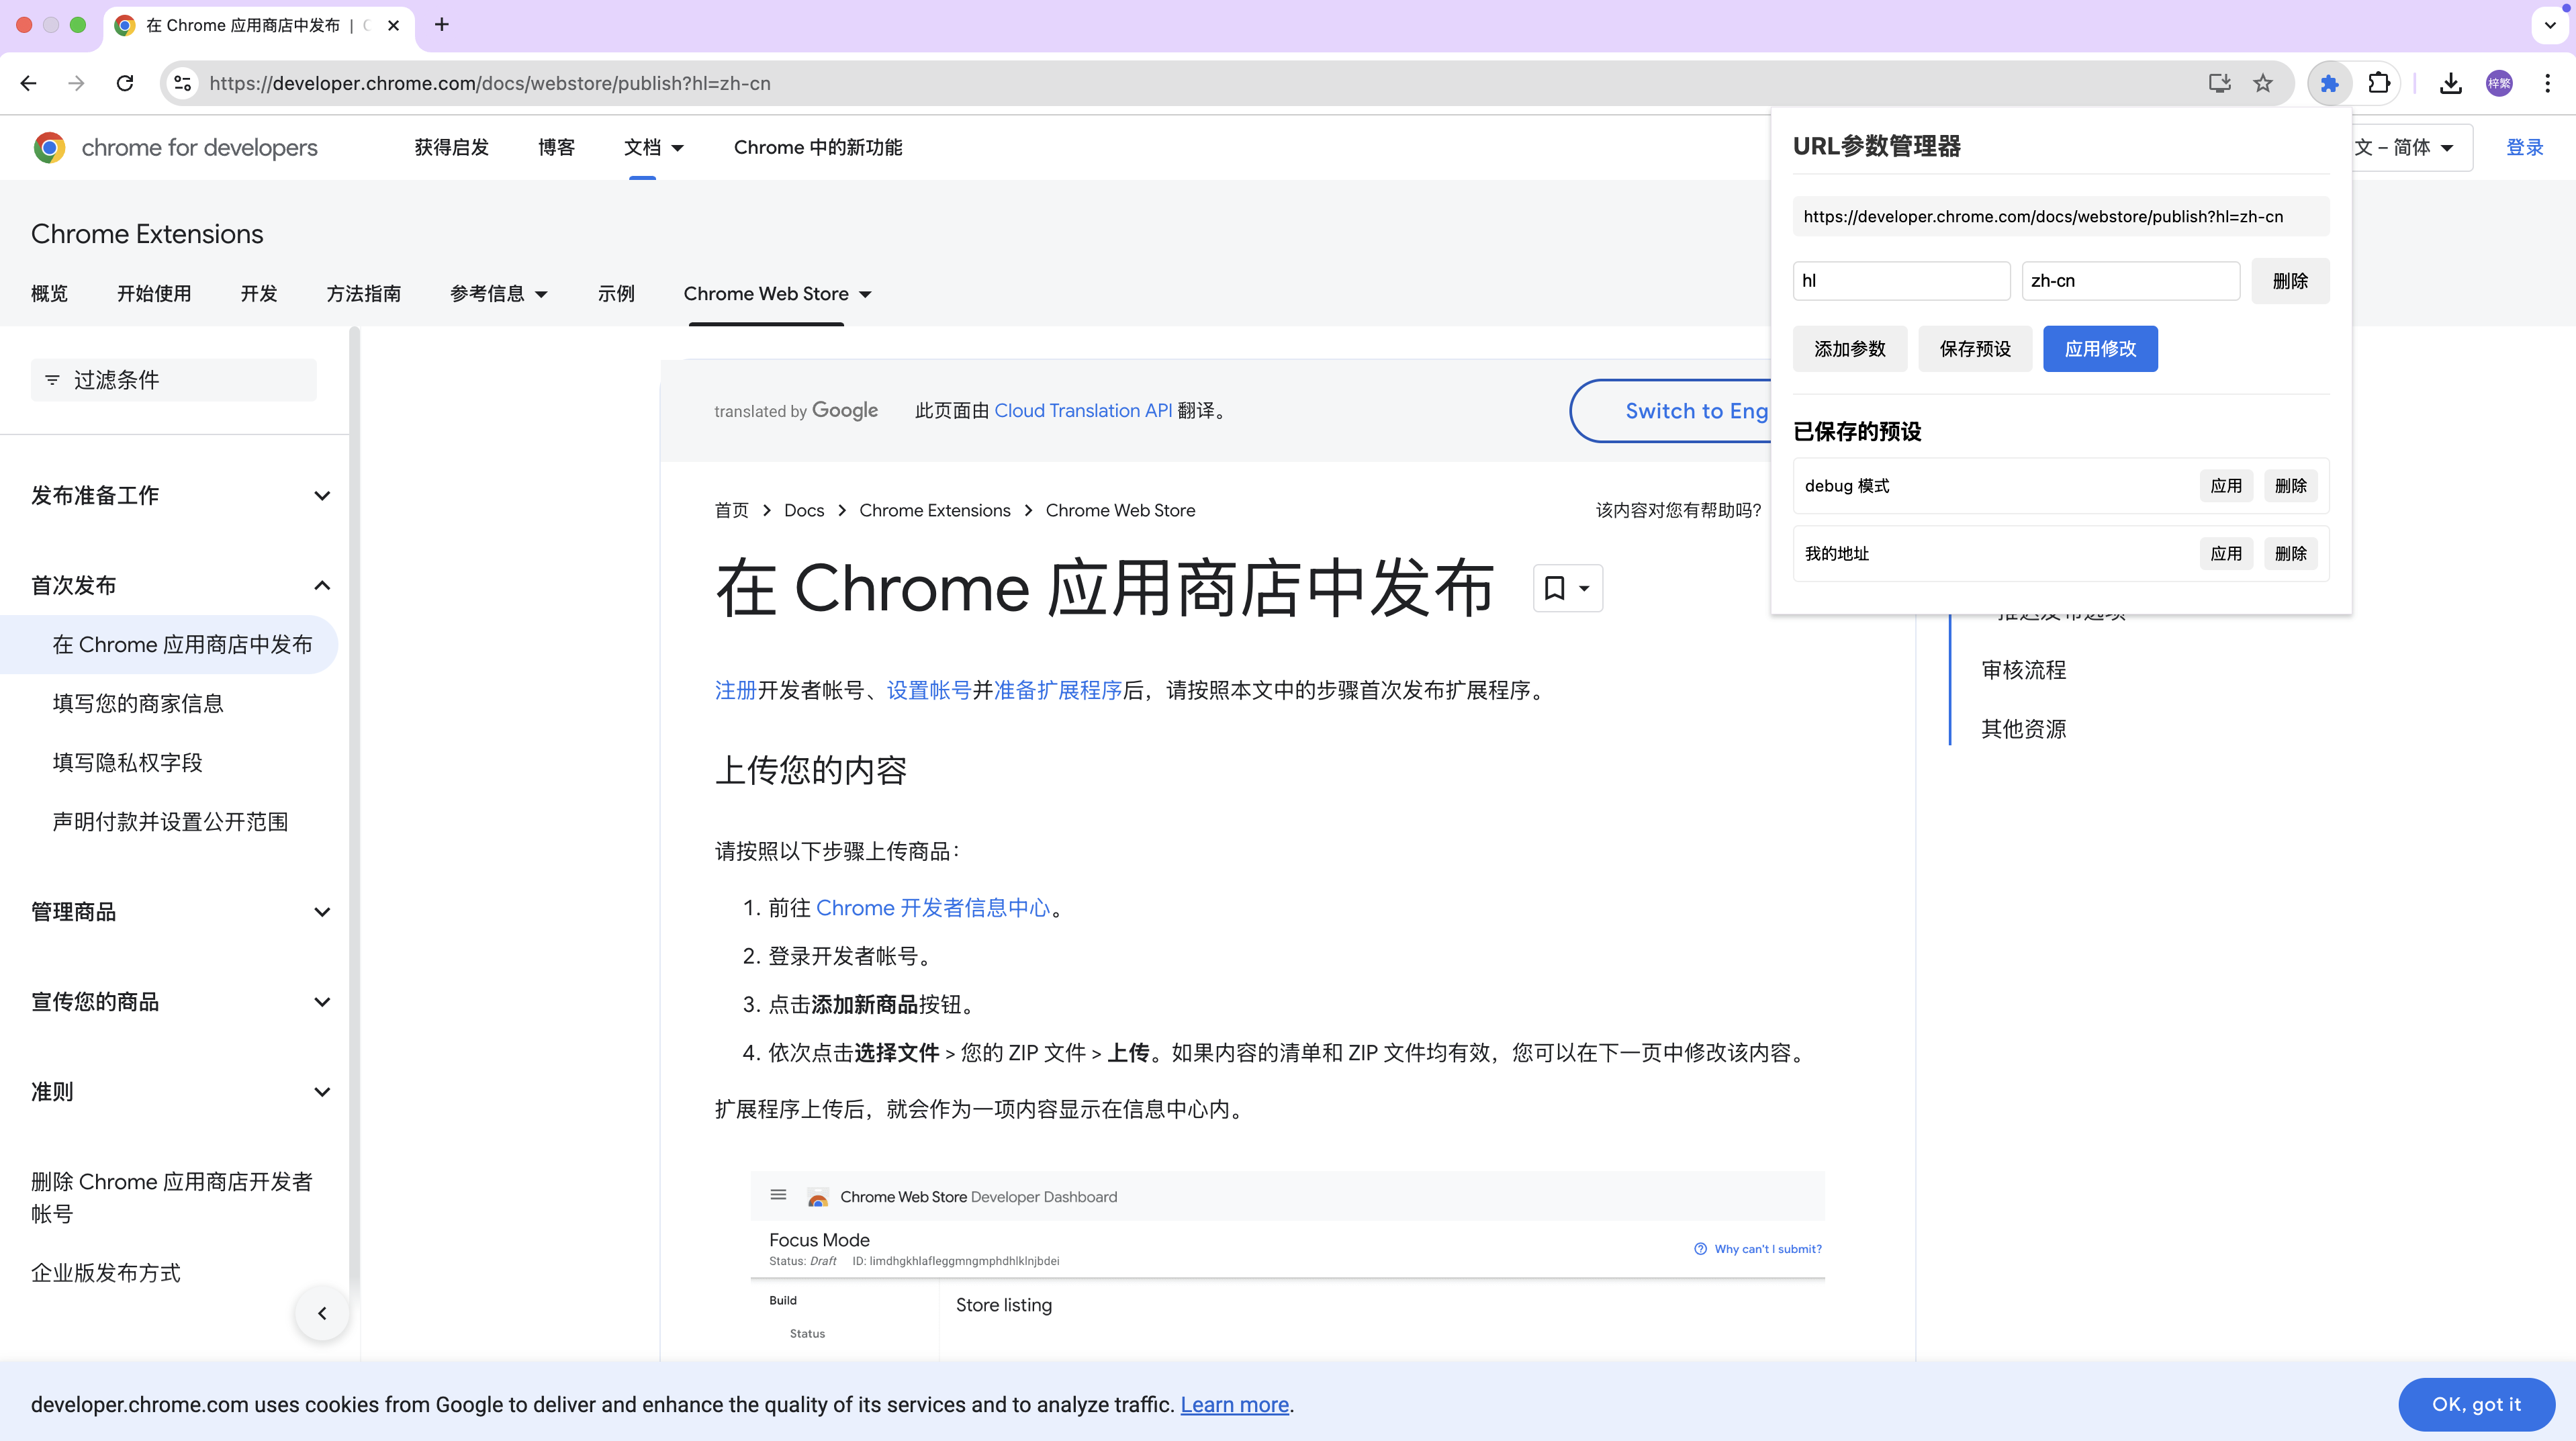 在 Chrome 应用商店中发布 |
https://developer.chrome.com/docs/webstore/publish?hl=zh-cn
梓繁
chrome for developers
获得启发
博客
文档
Chrome 中的新功能
文 – 简体
登录
Chrome Extensions
概览
开始使用
开发
方法指南
参考信息
示例
Chrome Web Store
URL参数管理器
https://developer.chrome.com/docs/webstore/publish?hl=zh-cn
hl
zh-cn
删除
添加参数
保存预设
应用修改
已保存的预设
debug 模式
应用
删除
我的地址
应用
删除
过滤条件
发布准备工作
首次发布
在 Chrome 应用商店中发布
填写您的商家信息
填写隐私权字段
声明付款并设置公开范围
管理商品
宣传您的商品
准则
删除 Chrome 应用商店开发者
帐号
企业版发布方式
translated by Google
此页面由 Cloud Translation API 翻译。
Switch to Eng
首页 > Docs > Chrome Extensions > Chrome Web Store
该内容对您有帮助吗?
在 Chrome 应用商店中发布
注册开发者帐号、设置帐号并准备扩展程序后，请按照本文中的步骤首次发布扩展程序。
上传您的内容
请按照以下步骤上传商品：
1. 前往 Chrome 开发者信息中心。
2. 登录开发者帐号。
3. 点击添加新商品按钮。
4. 依次点击选择文件 > 您的 ZIP 文件 > 上传。如果内容的清单和 ZIP 文件均有效，您可以在下一页中修改该内容。
扩展程序上传后，就会作为一项内容显示在信息中心内。
Chrome Web Store Developer Dashboard
Focus Mode
Status: Draft ID: limdhgkhlafleggmngmphdhlklnjbdei
Why can't I submit?
Build
Status
Store listing
推迟发布选项
审核流程
其他资源
developer.chrome.com uses cookies from Google to deliver and enhance the quality of its services and to analyze traffic. Learn more.
OK, got it